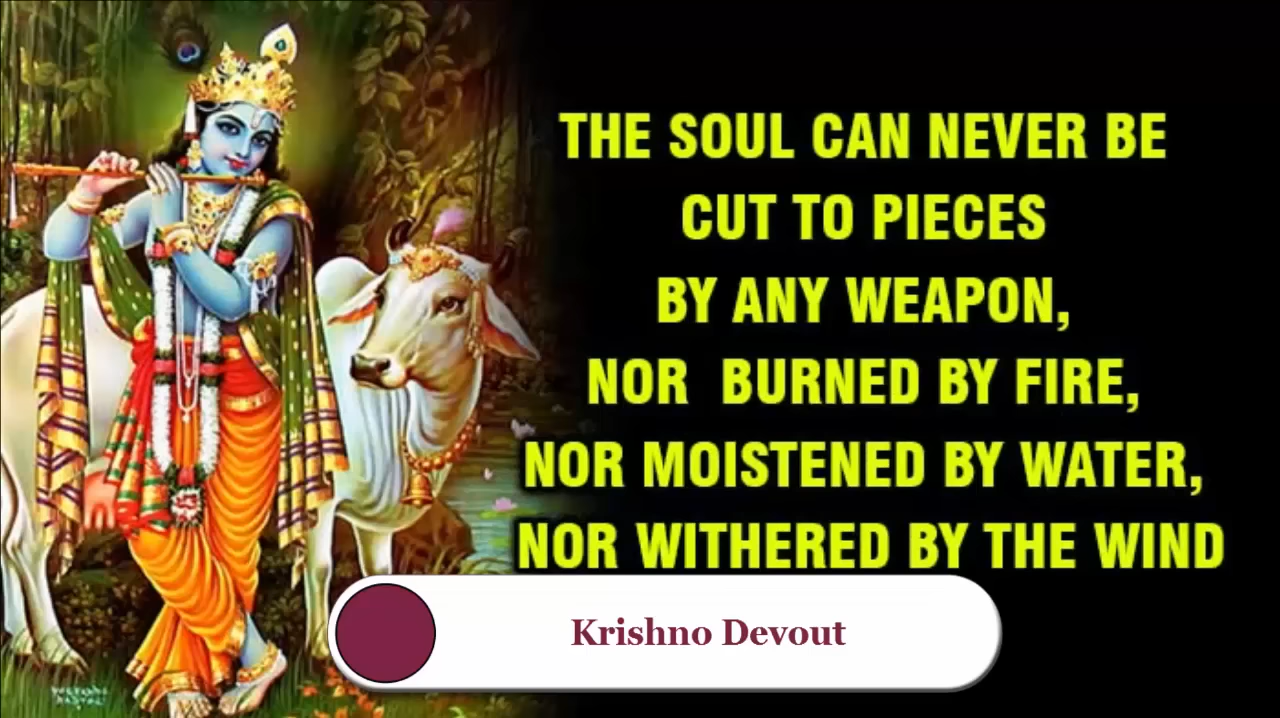 THE SOUL CAN NEVER BE
CUT TO PIECES
BY ANY WEAPON,
NOR BURNED BY FIRE,
NOR MOISTENED BY WATER,
NOR WITHERED BY THE WIND
Krishno Devout